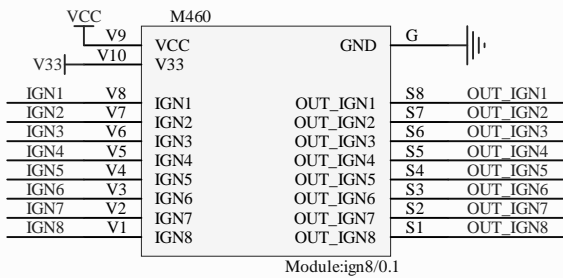 VCC M460
V9 VCC GND G
V33 V10 V33
IGN1 V8 IGN1 OUT_IGN1 S8 OUT_IGN1
IGN2 V7 IGN2 OUT_IGN2 S7 OUT_IGN2
IGN3 V6 IGN3 OUT_IGN3 S6 OUT_IGN3
IGN4 V5 IGN4 OUT_IGN4 S5 OUT_IGN4
IGN5 V4 IGN5 OUT_IGN5 S4 OUT_IGN5
IGN6 V3 IGN6 OUT_IGN6 S3 OUT_IGN6
IGN7 V2 IGN7 OUT_IGN7 S2 OUT_IGN7
IGN8 V1 IGN8 OUT_IGN8 S1 OUT_IGN8
Module:ign8/0.1